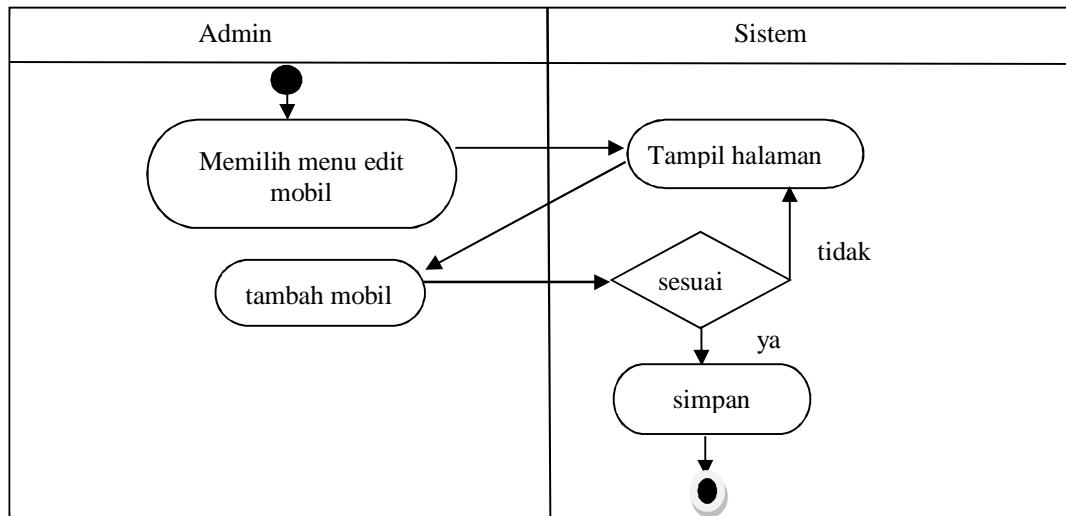 Admin
Sistem
Memilih menu edit
mobil
Tampil halaman
tambah mobil
sesuai
tidak
ya
simpan